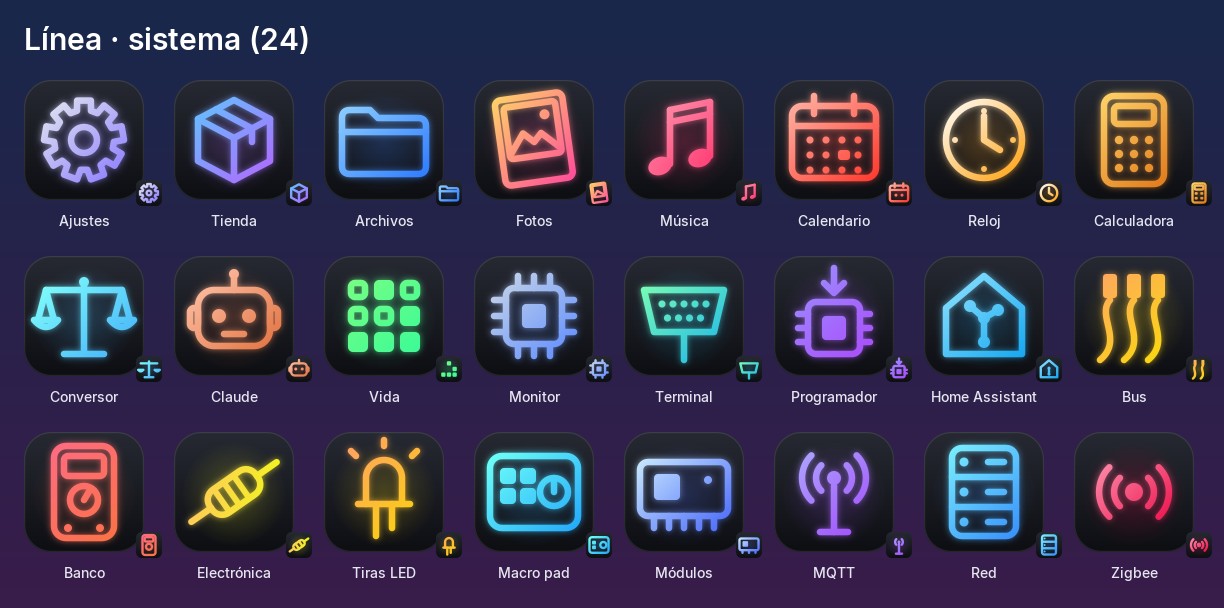 Línea · sistema (24)
Ajustes Tienda Archivos Fotos Música Calendario Reloj Calculadora
Conversor Claude Vida Monitor Terminal Programador Home Assistant Bus
Banco Electrónica Tiras LED Macro pad Módulos MQTT Red Zigbee